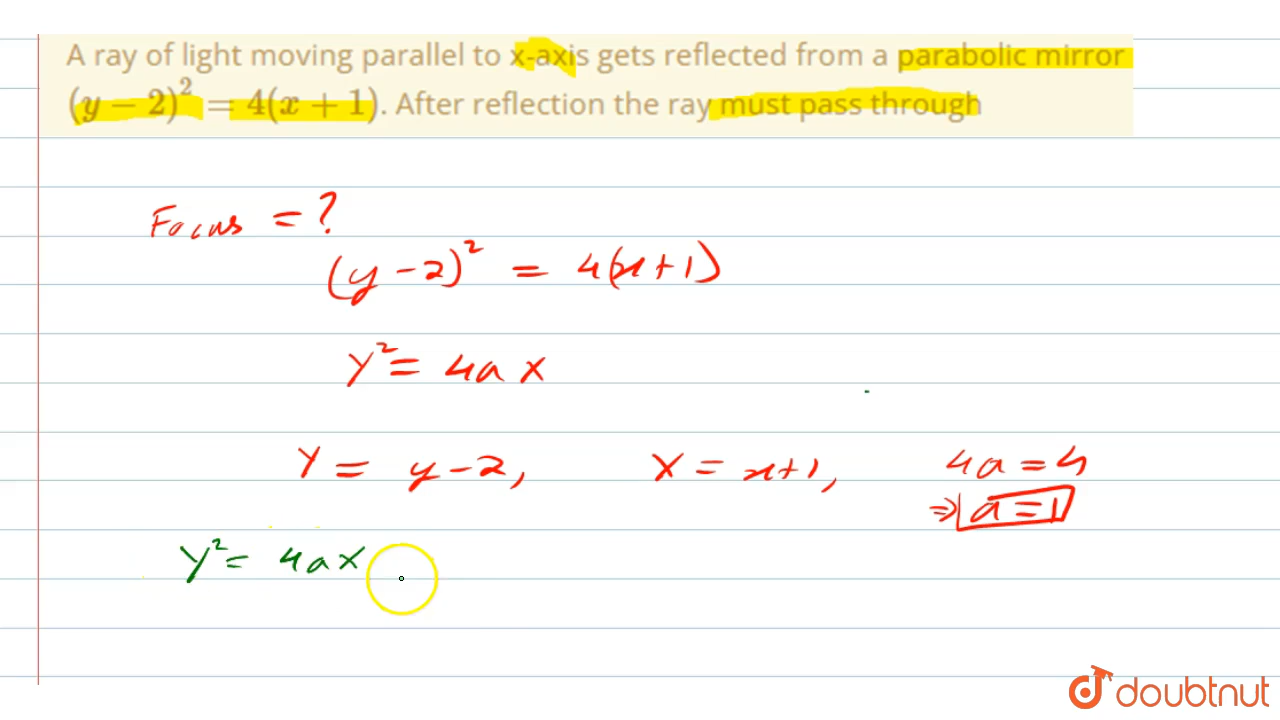 A ray of light moving parallel to x-axis gets reflected from a parabolic mirror
(y − 2)² = 4(x + 1). After reflection the ray must pass through
Focus = ?
(y − 2)² = 4(x + 1)
Y² = 4a X
Y = y − 2, X = x + 1, 4a = 4
⇒ a = 1
Y² = 4aX
doubtnut